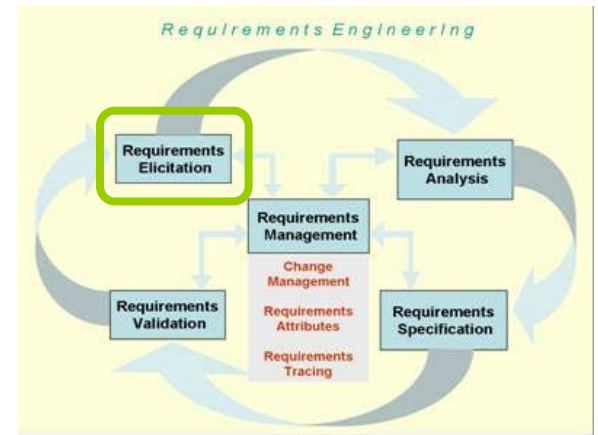 Requirements Engineering
Requirements
Elicitation
Requirements
Analysis
Requirements
Management
Change
Management
Requirements
Attributes
Requirements
Tracing
Requirements
Validation
Requirements
Specification